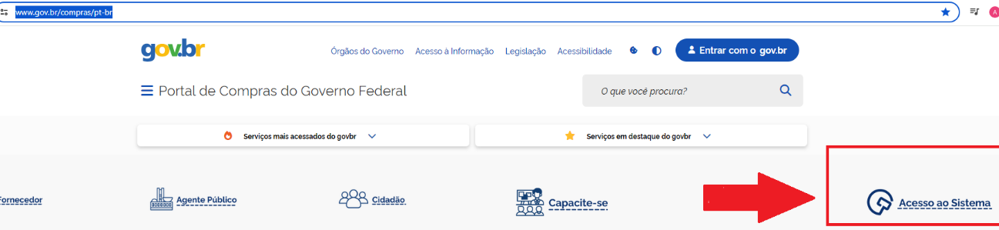 www.gov.br/compras/pt-br
A
gov.br
Órgãos do Governo Acesso à Informação Legislação Acessibilidade Entrar com o gov.br
Portal de Compras do Governo Federal
O que você procura?
Serviços mais acessados do govbr
Serviços em destaque do govbr
Fornecedor
Agente Público
Cidadão
Capacite-se
Acesso ao Sistema